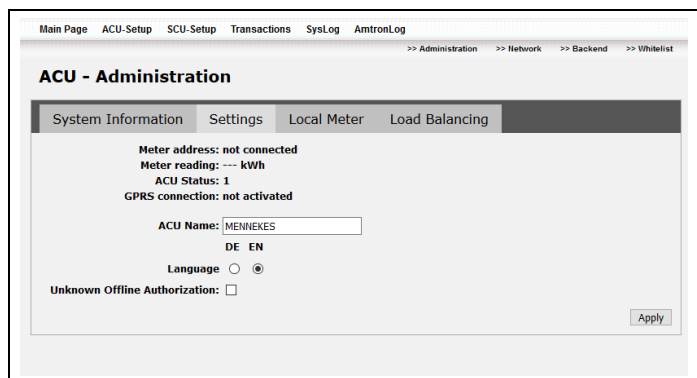 Main Page ACU-Setup SCU-Setup Transactions SysLog AmtronLog
>> Administration >> Network >> Backend >> Whitelist
ACU - Administration
System Information Settings Local Meter Load Balancing
Meter address: not connected
Meter reading: --- kWh
ACU Status: 1
GPRS connection: not activated
ACU Name: MENNEKES
DE EN
Language
Unknown Offline Authorization:
Apply